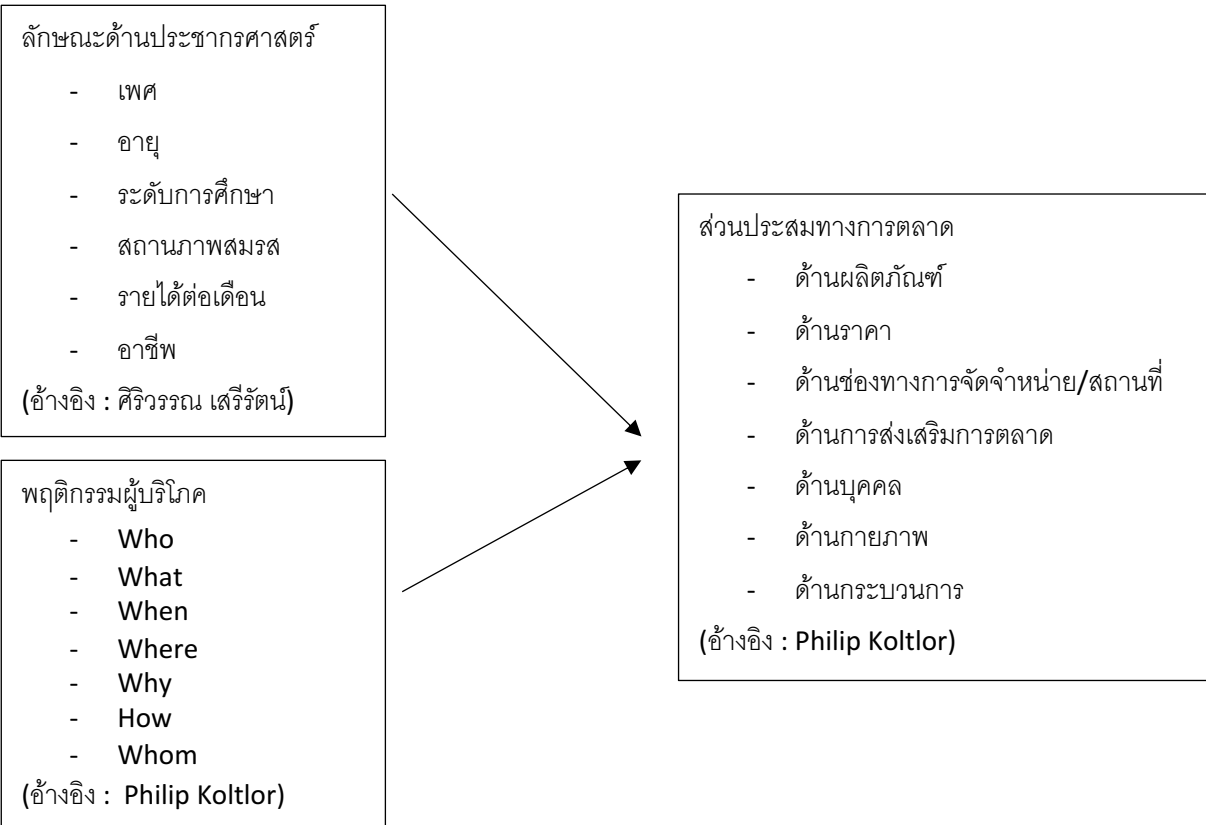 ลักษณะด้านประชากรศาสตร์
- เพศ
- อายุ
- ระดับการศึกษา
- สถานภาพสมรส
- รายได้ต่อเดือน
- อาชีพ
(อ้างอิง : ศิริวรรณ เสรีรัตน์)
พฤติกรรมผู้บริโภค
- Who
- What
- When
- Where
- Why
- How
- Whom
(อ้างอิง : Philip Koltlor)
ส่วนประสมทางการตลาด
- ด้านผลิตภัณฑ์
- ด้านราคา
- ด้านช่องทางการจัดจำหน่าย/สถานที่
- ด้านการส่งเสริมการตลาด
- ด้านบุคคล
- ด้านกายภาพ
- ด้านกระบวนการ
(อ้างอิง : Philip Koltlor)